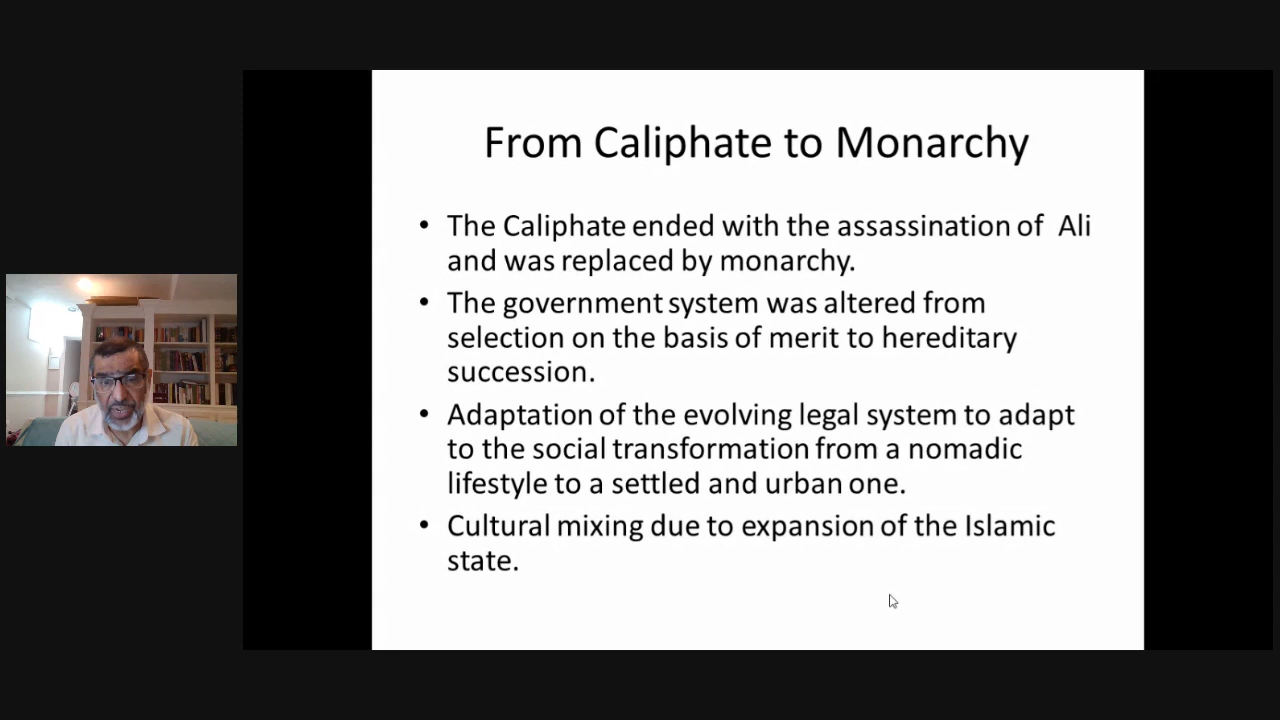 From Caliphate to Monarchy
• The Caliphate ended with the assassination of  Ali
and was replaced by monarchy.
• The government system was altered from
selection on the basis of merit to hereditary
succession.
• Adaptation of the evolving legal system to adapt
to the social transformation from a nomadic
lifestyle to a settled and urban one.
• Cultural mixing due to expansion of the Islamic
state.